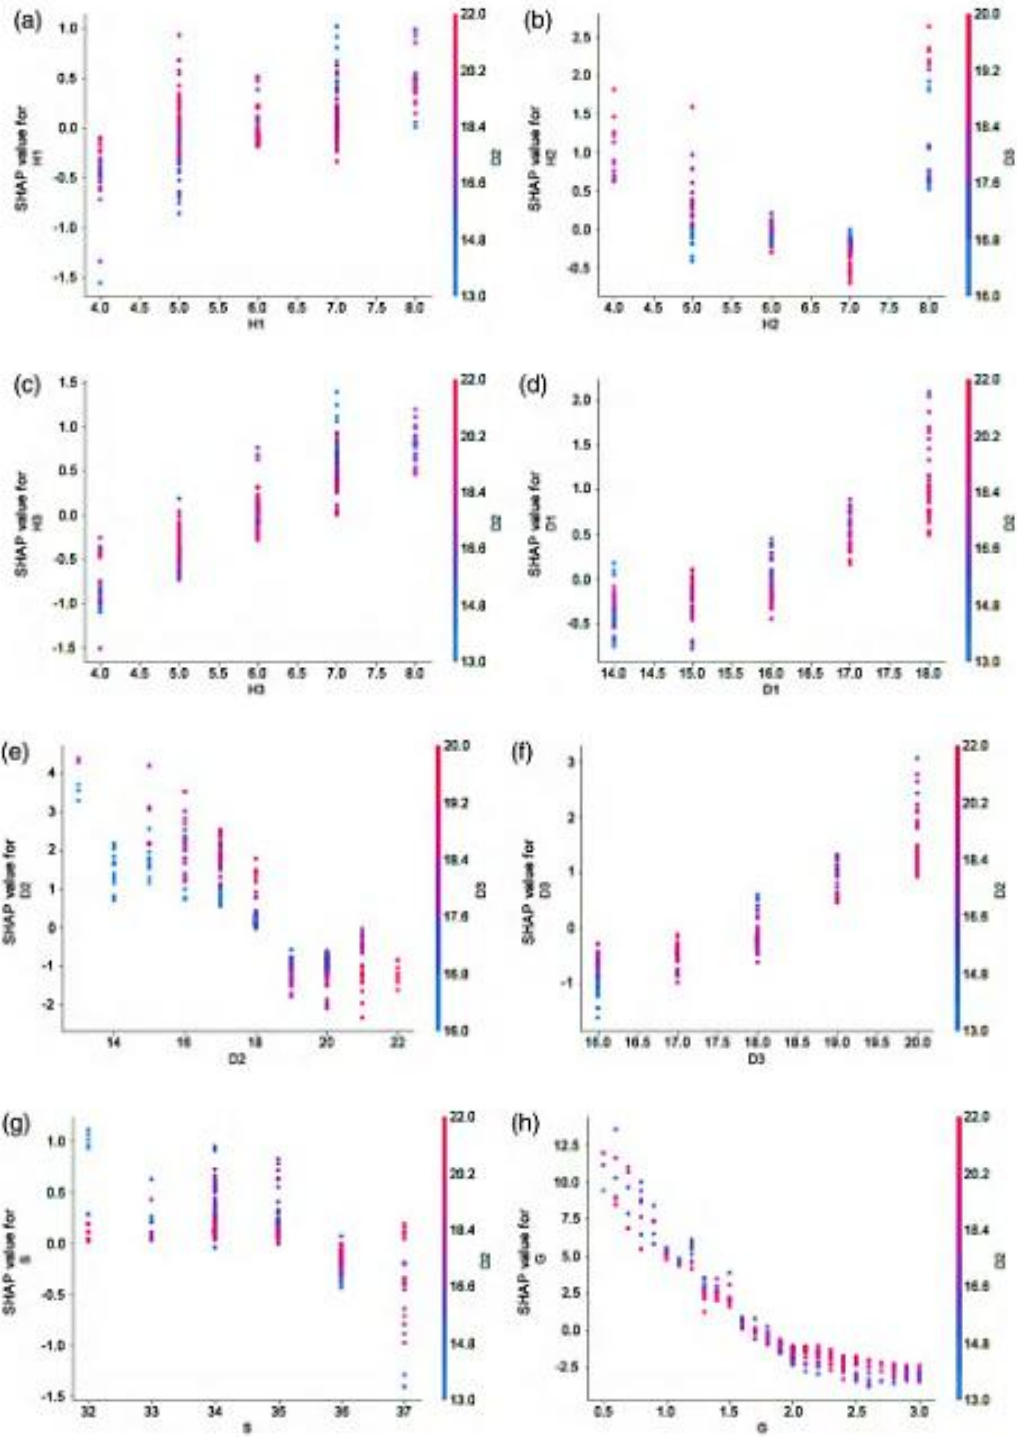 (a)
1.0
0.5
0.0
-0.5
-1.0
-1.5
SHAP value for
H1
4.0 4.5 5.0 5.5 6.0 6.5 7.0 7.5 8.0
H1
22.0
20.2
18.4
16.6
14.8
13.0
D2
(b)
2.5
2.0
1.5
1.0
0.5
0.0
-0.5
SHAP value for
H2
4.0 4.5 5.0 5.5 6.0 6.5 7.0 7.5 8.0
H2
20.0
19.2
18.4
17.6
16.8
16.0
D3
(c)
1.5
1.0
0.5
0.0
-0.5
-1.0
-1.5
SHAP value for
H3
4.0 4.5 5.0 5.5 6.0 6.5 7.0 7.5 8.0
H3
22.0
20.2
18.4
16.6
14.8
13.0
D2
(d)
2.0
1.5
1.0
0.5
0.0
-0.5
SHAP value for
D1
14.0 14.5 15.0 15.5 16.0 16.5 17.0 17.5 18.0
D1
22.0
20.2
18.4
16.6
14.8
13.0
D2
(e)
4
3
2
1
0
-1
-2
SHAP value for
D2
14 16 18 20 22
D2
20.0
19.2
18.4
17.6
16.8
16.0
D3
(f)
3
2
1
0
-1
SHAP value for
D3
16.0 16.5 17.0 17.5 18.0 18.5 19.0 19.5 20.0
D3
22.0
20.2
18.4
16.6
14.8
13.0
D2
(g)
1.0
0.5
0.0
-0.5
-1.0
-1.5
SHAP value for
S
32 33 34 35 36 37
S
22.0
20.2
18.4
16.6
14.8
13.0
D2
(h)
12.5
10.0
7.5
5.0
2.5
0.0
-2.5
SHAP value for
G
0.5 1.0 1.5 2.0 2.5 3.0
G
22.0
20.2
18.4
16.6
14.8
13.0
D2